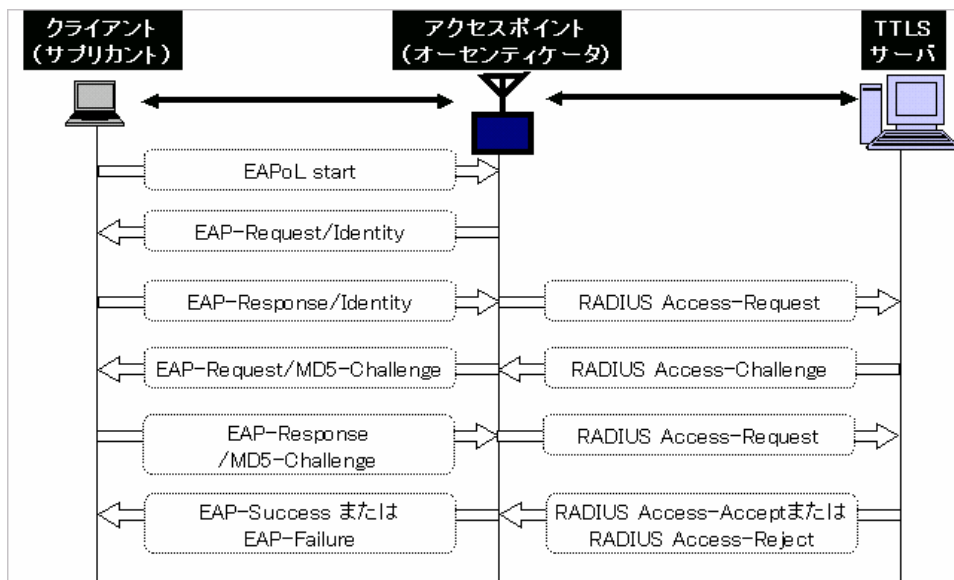 クライアント
(サプリカント)
アクセスポイント
(オーセンティケータ)
TTLS
サーバ
EAPoL start
EAP-Request/Identity
EAP-Response/Identity
RADIUS Access-Request
EAP-Request/MD5-Challenge
RADIUS Access-Challenge
EAP-Response
/MD5-Challenge
RADIUS Access-Request
EAP-Success または
EAP-Failure
RADIUS Access-Acceptまたは
RADIUS Access-Reject